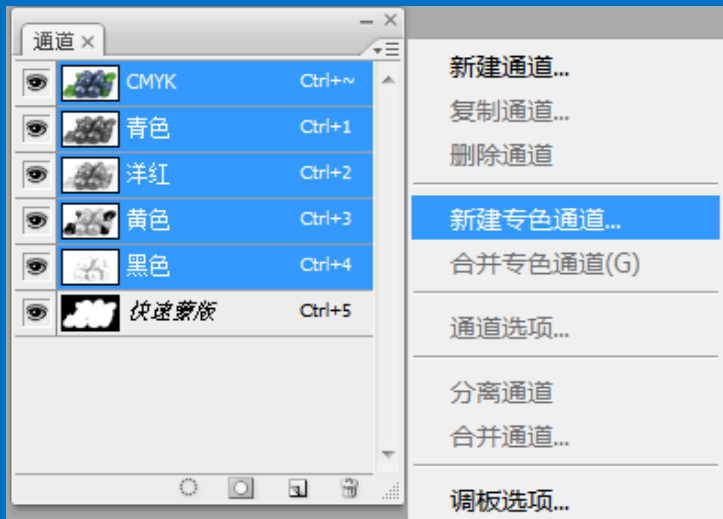 通道 ×
CMYK Ctrl+~
青色 Ctrl+1
洋红 Ctrl+2
黄色 Ctrl+3
黑色 Ctrl+4
快速蒙版 Ctrl+5
新建通道...
复制通道...
删除通道
新建专色通道...
合并专色通道(G)
通道选项...
分离通道
合并通道...
调板选项...